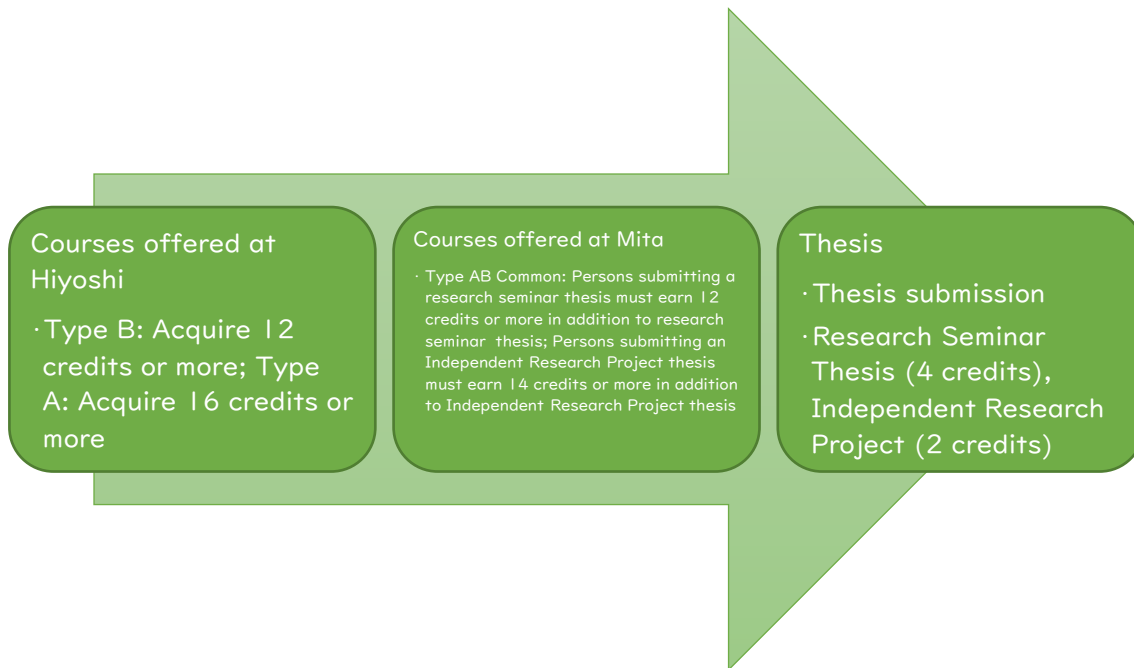 Courses offered at
Hiyoshi
· Type B: Acquire 12
credits or more; Type
A: Acquire 16 credits or
more
Courses offered at Mita
· Type AB Common: Persons submitting a
research seminar thesis must earn 12
credits or more in addition to research
seminar thesis; Persons submitting an
Independent Research Project thesis
must earn 14 credits or more in addition
to Independent Research Project thesis
Thesis
· Thesis submission
· Research Seminar
Thesis (4 credits),
Independent Research
Project (2 credits)